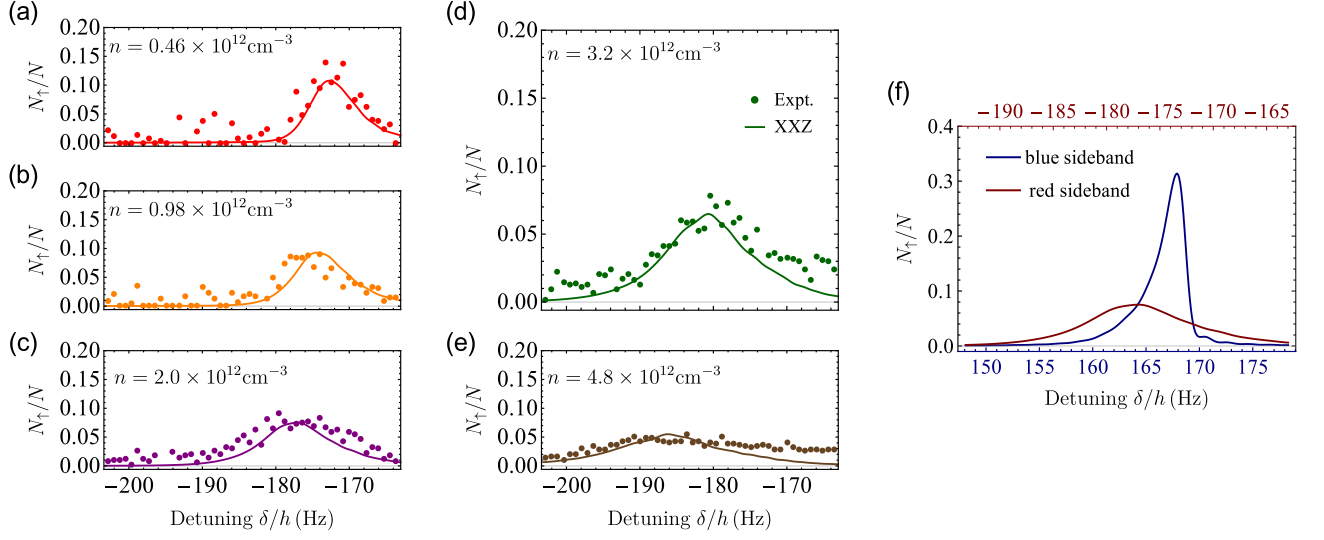 (a)
n = 0.46 × 10¹²cm⁻³
N↑/N
0.20
0.15
0.10
0.05
0.00
(b)
n = 0.98 × 10¹²cm⁻³
N↑/N
0.20
0.15
0.10
0.05
0.00
(c)
n = 2.0 × 10¹²cm⁻³
N↑/N
0.20
0.15
0.10
0.05
0.00
−200 −190 −180 −170
Detuning δ/h (Hz)
(d)
n = 3.2 × 10¹²cm⁻³
Expt.
XXZ
N↑/N
0.20
0.15
0.10
0.05
0.00
(e)
n = 4.8 × 10¹²cm⁻³
N↑/N
0.20
0.15
0.10
0.05
0.00
−200 −190 −180 −170
Detuning δ/h (Hz)
(f)
−190 −185 −180 −175 −170 −165
blue sideband
red sideband
N↑/N
0.4
0.3
0.2
0.1
0.0
150 155 160 165 170 175
Detuning δ/h (Hz)